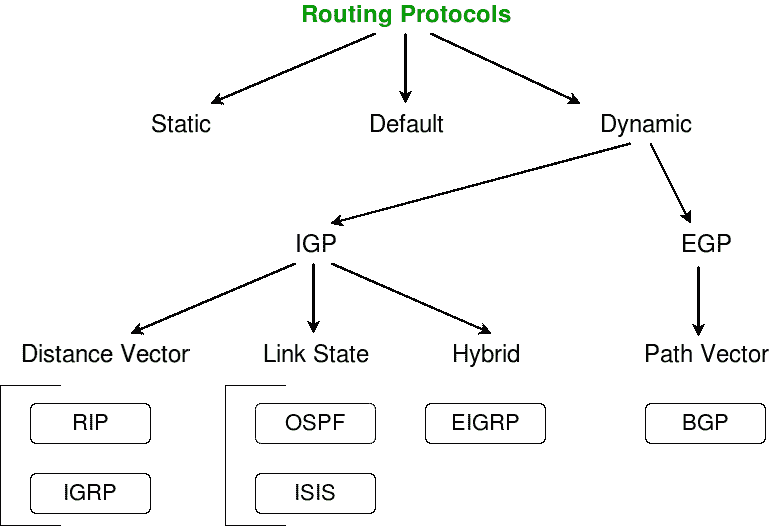 Routing Protocols
Static Default Dynamic
IGP EGP
Distance Vector Link State Hybrid Path Vector
RIP OSPF EIGRP BGP
IGRP ISIS